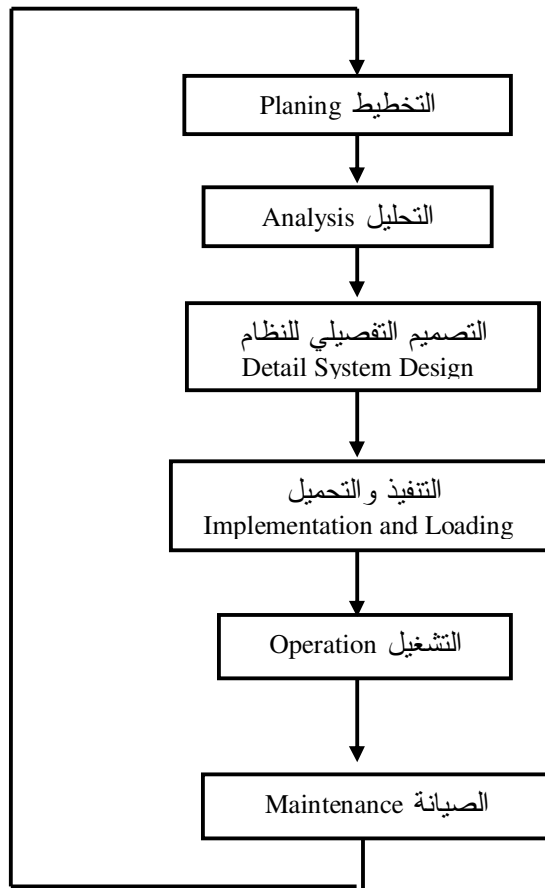 التخطيط Planing
التحليل Analysis
التصميم التفصيلي للنظام
Detail System Design
التنفيذ والتحميل
Implementation and Loading
التشغيل Operation
الصيانة Maintenance